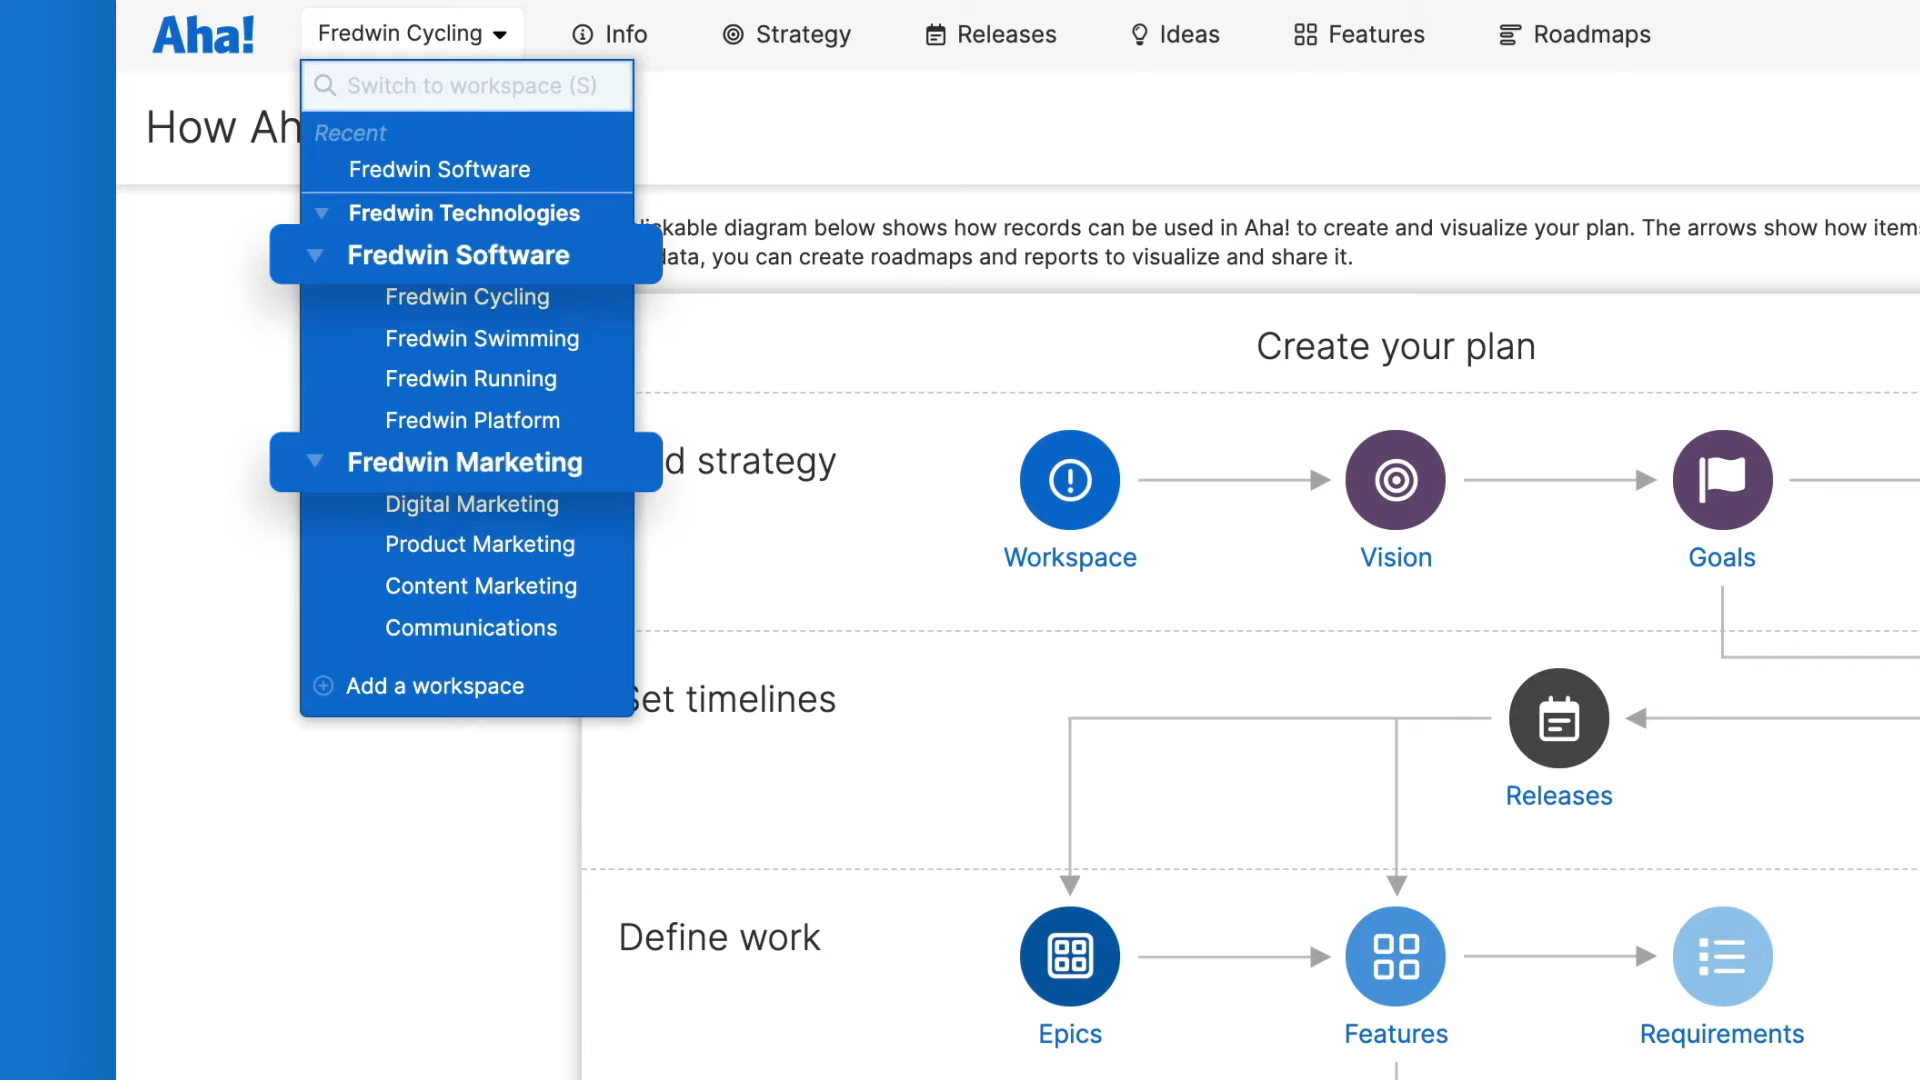 Aha!
Fredwin Cycling
Info
Strategy
Releases
Ideas
Features
Roadmaps
Switch to workspace (S)
How Ah
Recent
Fredwin Software
Fredwin Technologies
Fredwin Software
Fredwin Cycling
Fredwin Swimming
Fredwin Running
Fredwin Platform
Fredwin Marketing
Digital Marketing
Product Marketing
Content Marketing
Communications
Add a workspace
diagram below shows how records can be used in Aha! to create and visualize your plan. The arrows show how item
data, you can create roadmaps and reports to visualize and share it.
Create your plan
d strategy
Workspace
Vision
Goals
Set timelines
Releases
Define work
Epics
Features
Requirements